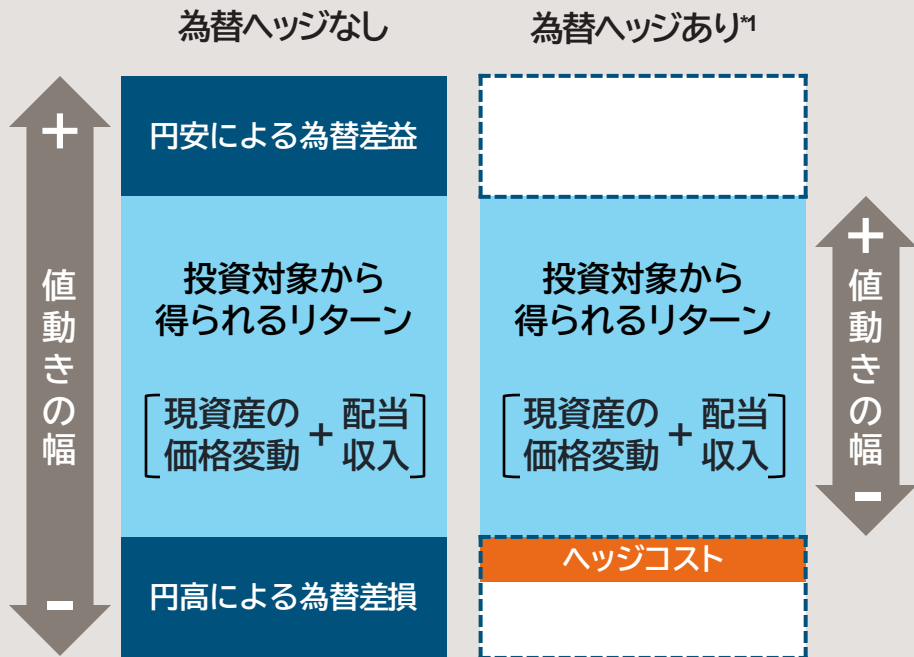 為替ヘッジなし
為替ヘッジあり*1
+
値動きの幅
-
円安による為替差益
投資対象から
得られるリターン
[現資産の価格変動 + 配当収入]
円高による為替差損
投資対象から
得られるリターン
[現資産の価格変動 + 配当収入]
ヘッジコスト
+
値動きの幅
-